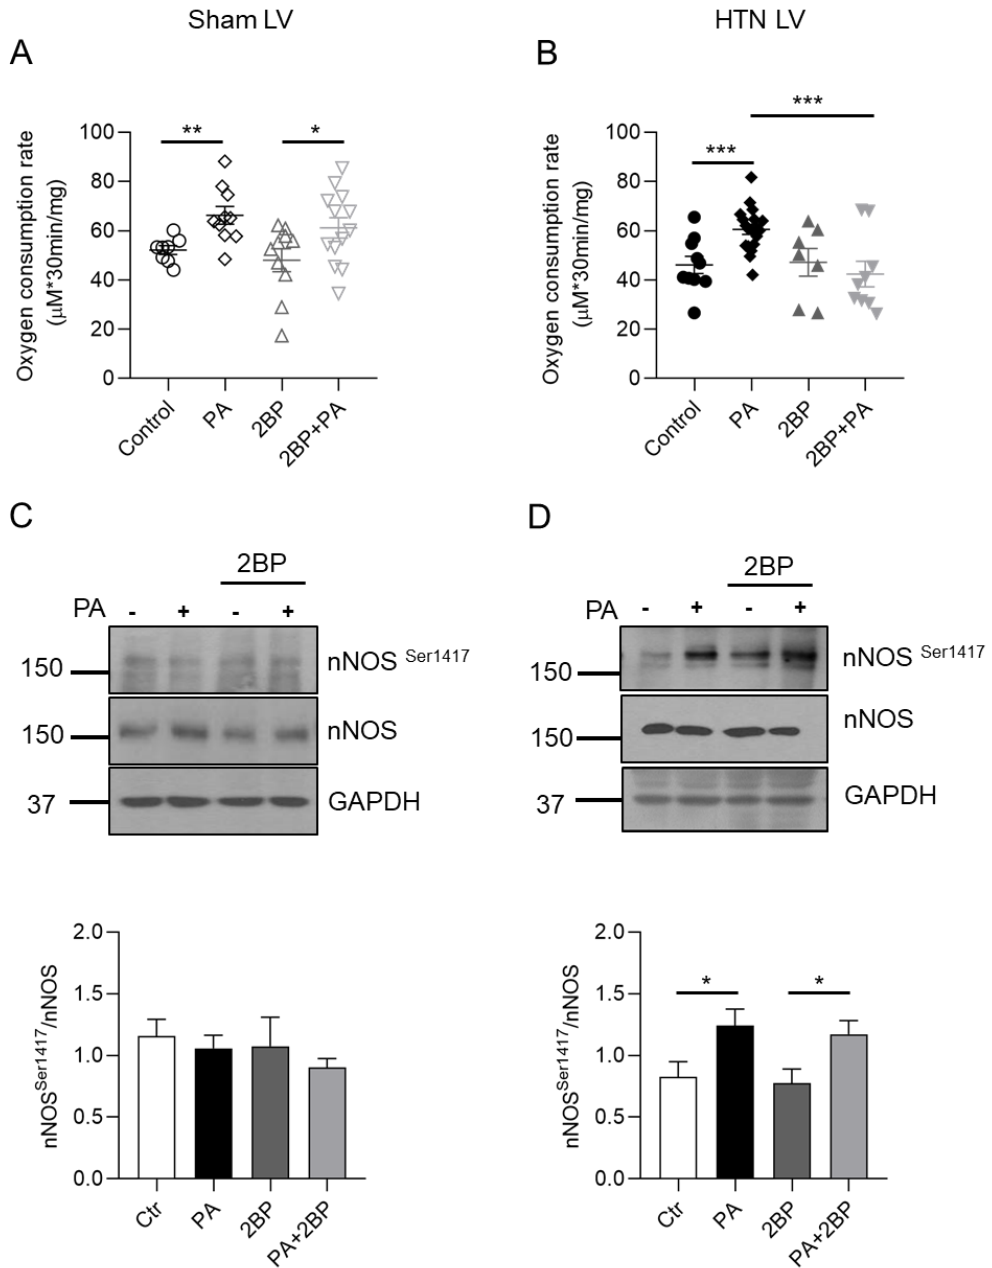 Sham LV
HTN LV
A
B
Oxygen consumption rate
(µM*30min/mg)
100
80
60
40
20
0
**
*
Control
PA
2BP
2BP+PA
Oxygen consumption rate
(µM*30min/mg)
100
80
60
40
20
0
***
***
Control
PA
2BP
2BP+PA
C
D
2BP
PA - + - +
150
nNOS Ser1417
150
nNOS
37
GAPDH
2BP
PA - + - +
150
nNOS Ser1417
150
nNOS
37
GAPDH
nNOSSer1417/nNOS
2.0
1.5
1.0
0.5
0.0
Ctr
PA
2BP
PA+2BP
nNOSSer1417/nNOS
2.0
1.5
1.0
0.5
0.0
*
*
Ctr
PA
2BP
PA+2BP